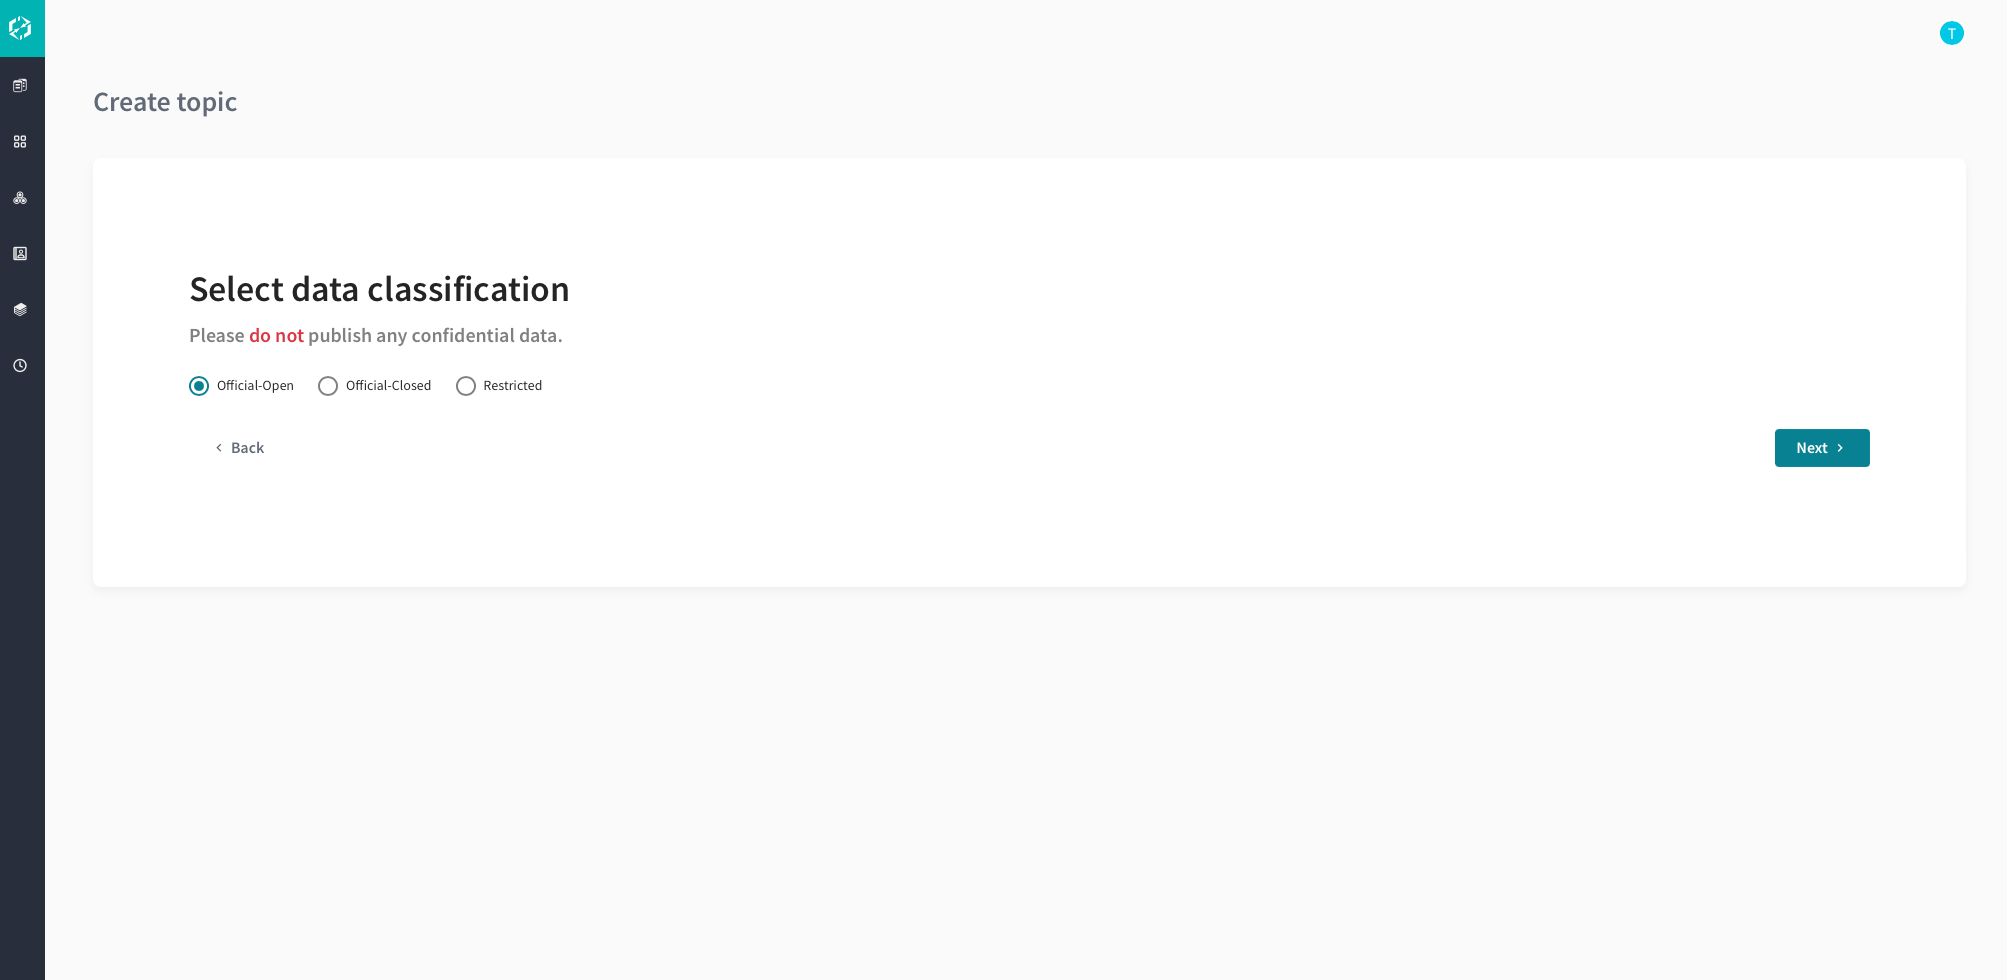 T
Create topic
Select data classification
Please do not publish any confidential data.
Official-Open Official-Closed Restricted
Back Next